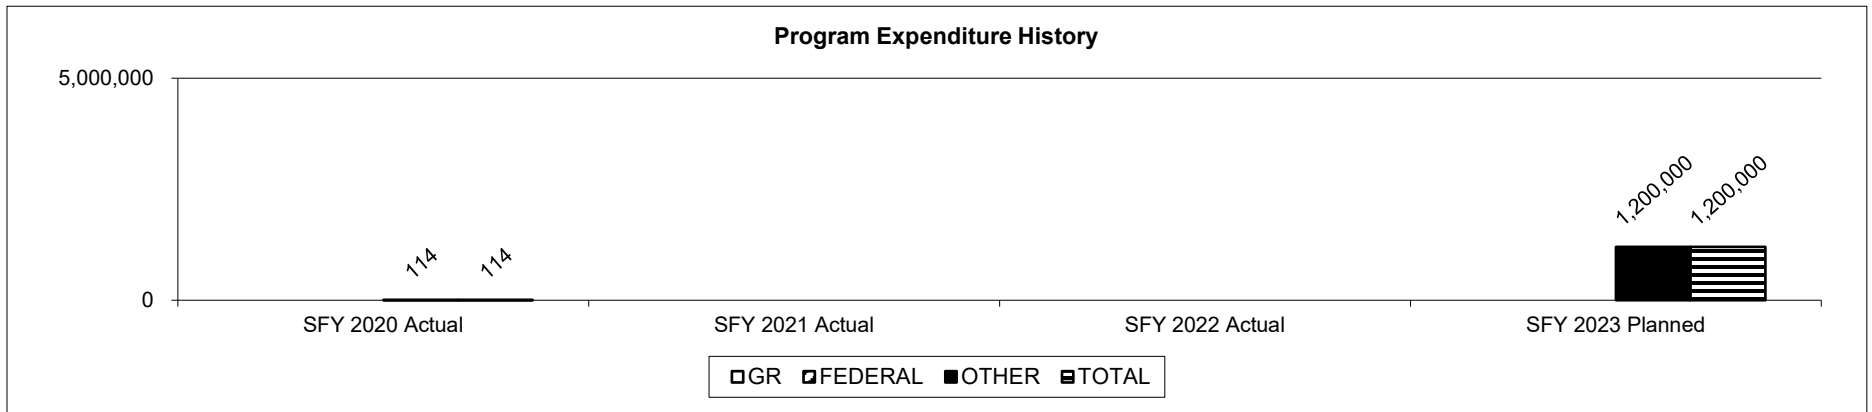 Program Expenditure History
5,000,000
0
114 114
1,200,000 1,200,000
SFY 2020 Actual SFY 2021 Actual SFY 2022 Actual SFY 2023 Planned
GR FEDERAL OTHER TOTAL